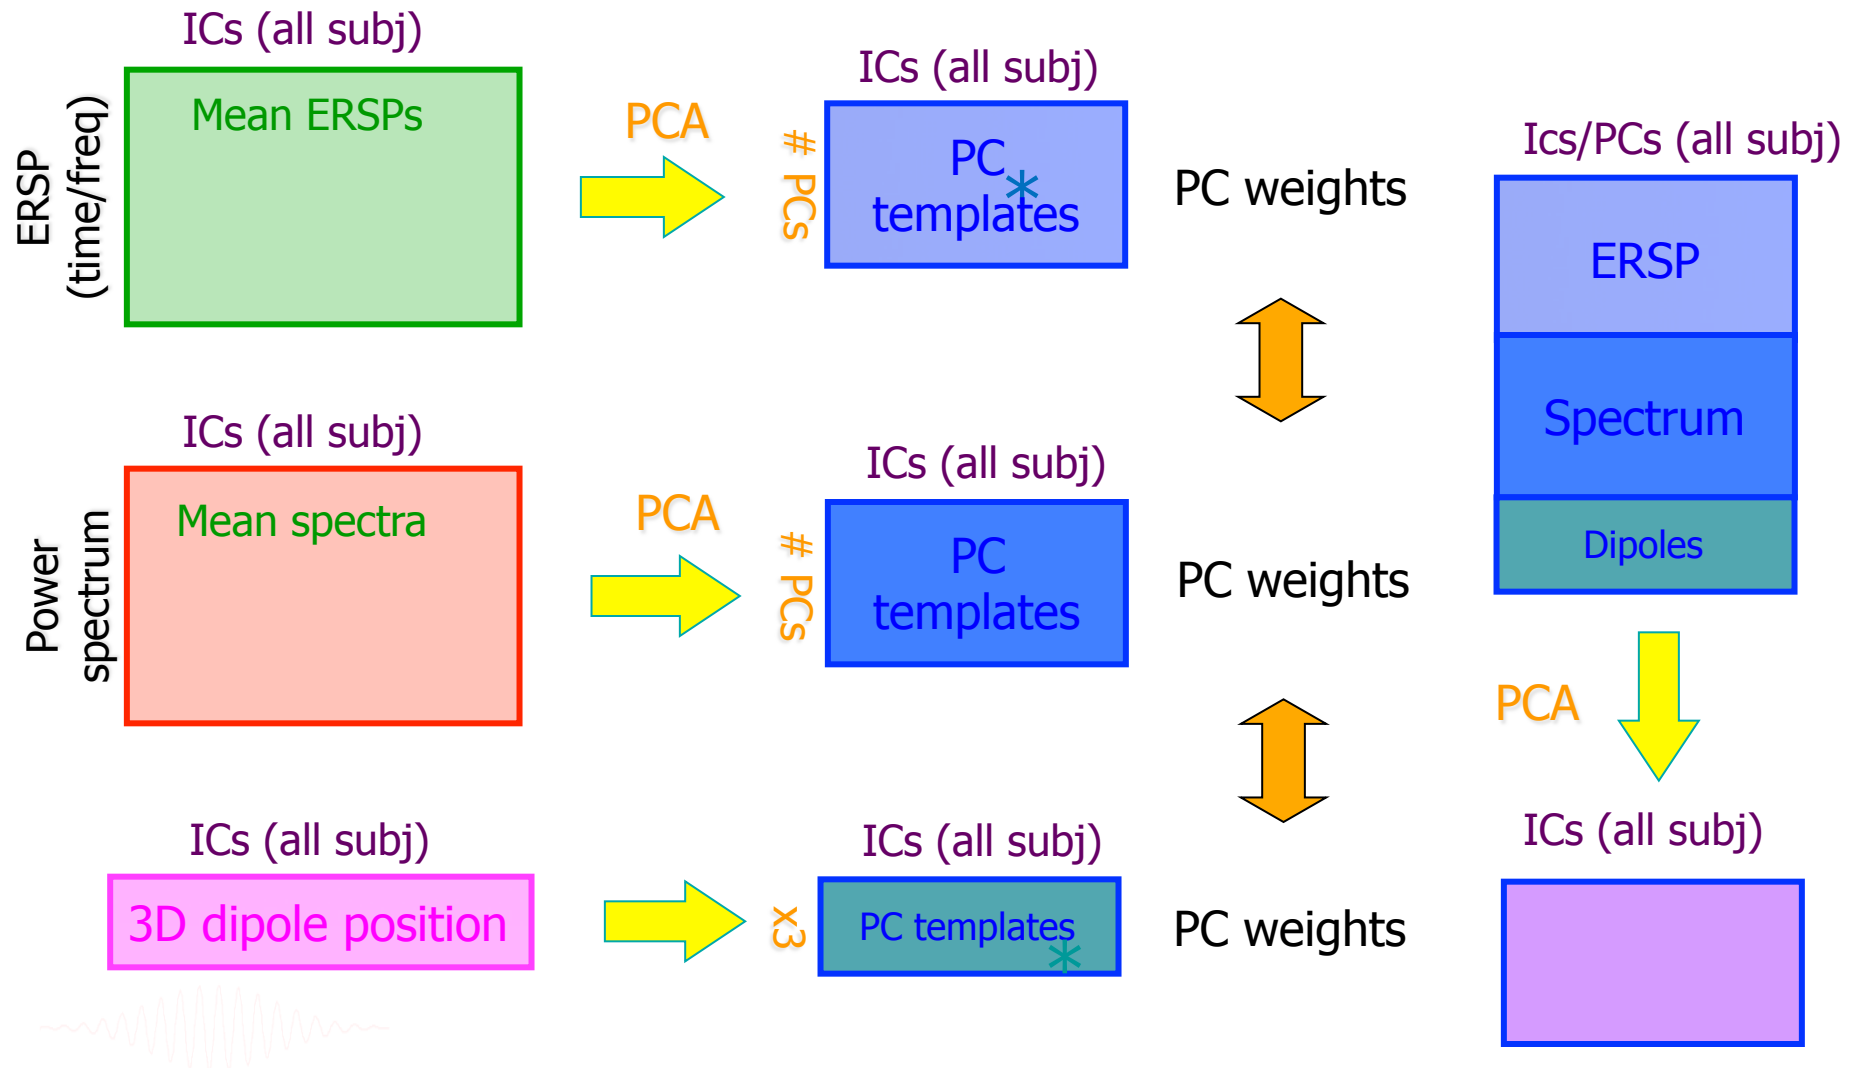 ICs (all subj)
ERSP
(time/freq)
Mean ERSPs
PCA
ICs (all subj)
# PCs
PC
templates
*
PC weights
Ics/PCs (all subj)
ERSP
Spectrum
Dipoles
ICs (all subj)
Power
spectrum
Mean spectra
PCA
ICs (all subj)
# PCs
PC
templates
PC weights
PCA
ICs (all subj)
3D dipole position
ICs (all subj)
x3
PC templates
*
PC weights
ICs (all subj)